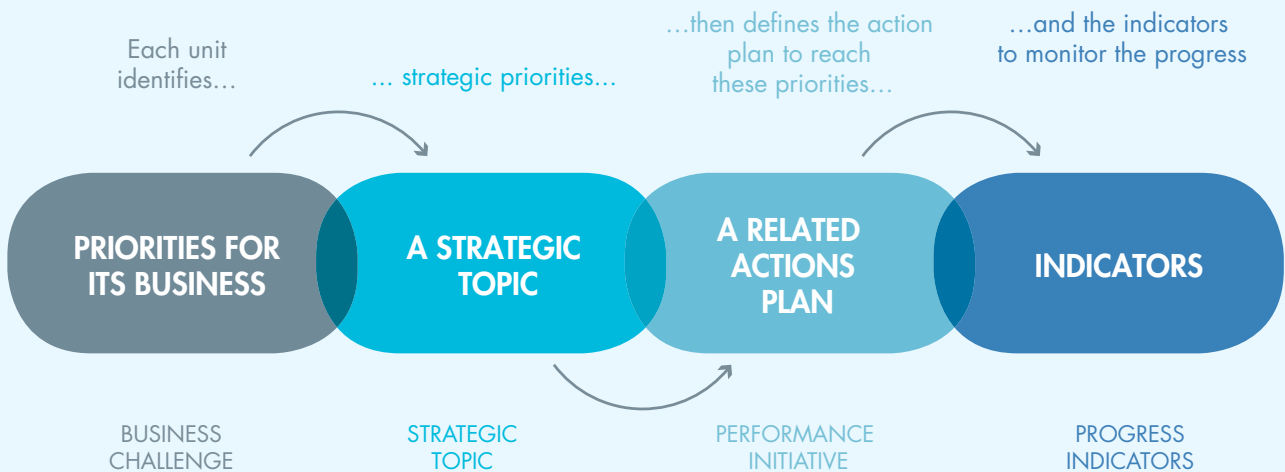 Each unit
identifies…
… strategic priorities…
…then defines the action
plan to reach
these priorities…
…and the indicators
to monitor the progress
PRIORITIES FOR
ITS BUSINESS
A STRATEGIC
TOPIC
A RELATED
ACTIONS
PLAN
INDICATORS
BUSINESS
CHALLENGE
STRATEGIC
TOPIC
PERFORMANCE
INITIATIVE
PROGRESS
INDICATORS